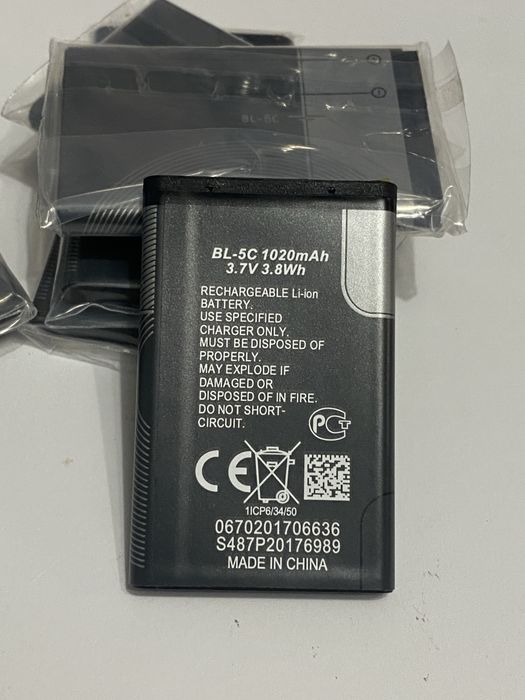 BL-5C
BL-5C 1020mAh
3.7V 3.8Wh
RECHARGEABLE Li-ion
BATTERY.
USE SPECIFIED
CHARGER ONLY.
MUST BE DISPOSED OF
PROPERLY.
MAY EXPLODE IF
DAMAGED OR
DISPOSED OF IN FIRE.
DO NOT SHORT-
CIRCUIT.
PCT
CE
1ICP6/34/50
0670201706636
S487P20176989
MADE IN CHINA